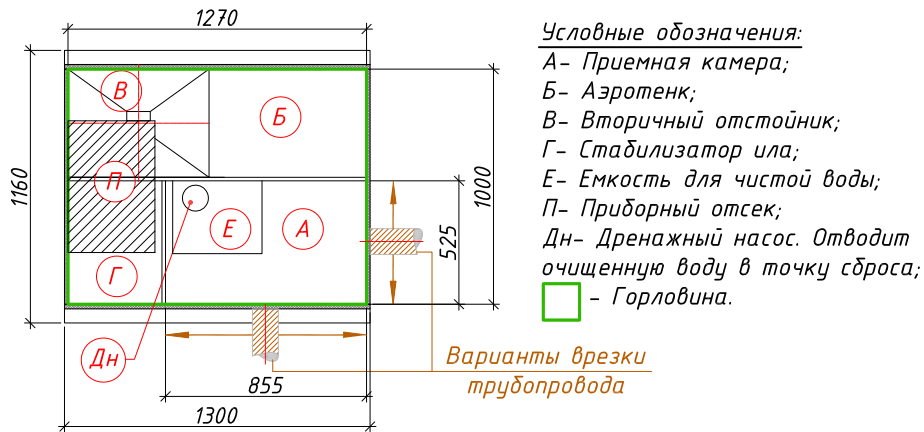 1270
Условные обозначения:
А- Приемная камера;
Б- Аэротенк;
В- Вторичный отстойник;
Г- Стабилизатор ила;
Е- Емкость для чистой воды;
П- Приборный отсек;
Дн- Дренажный насос. Отводит
очищенную воду в точку сброса;
- Горловина.
В
Б
П
Е
А
Г
Дн
1160
1000
525
Варианты врезки
трубопровода
855
1300